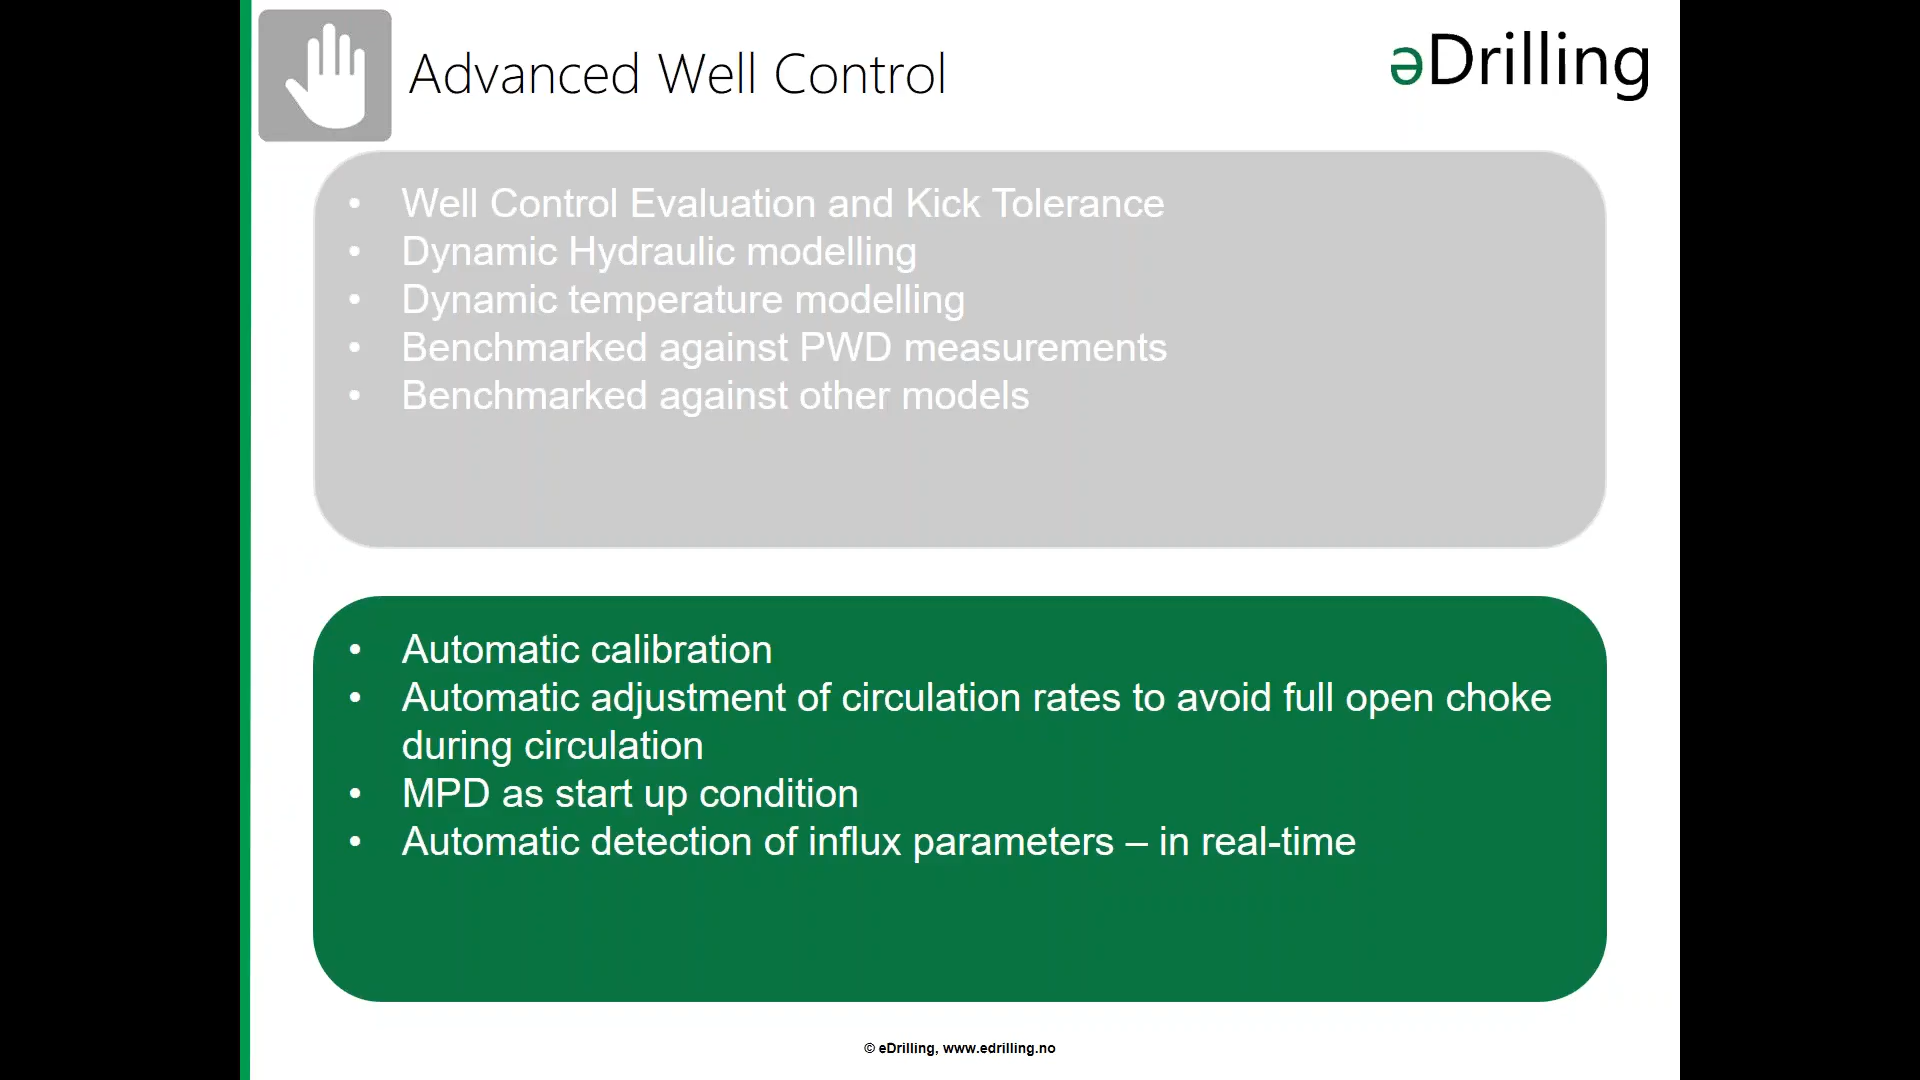 Advanced Well Control
əDrilling
• Well Control Evaluation and Kick Tolerance
• Dynamic Hydraulic modelling
• Dynamic temperature modelling
• Benchmarked against PWD measurements
• Benchmarked against other models
• Automatic calibration
• Automatic adjustment of circulation rates to avoid full open choke
during circulation
• MPD as start up condition
• Automatic detection of influx parameters – in real-time
© eDrilling, www.edrilling.no